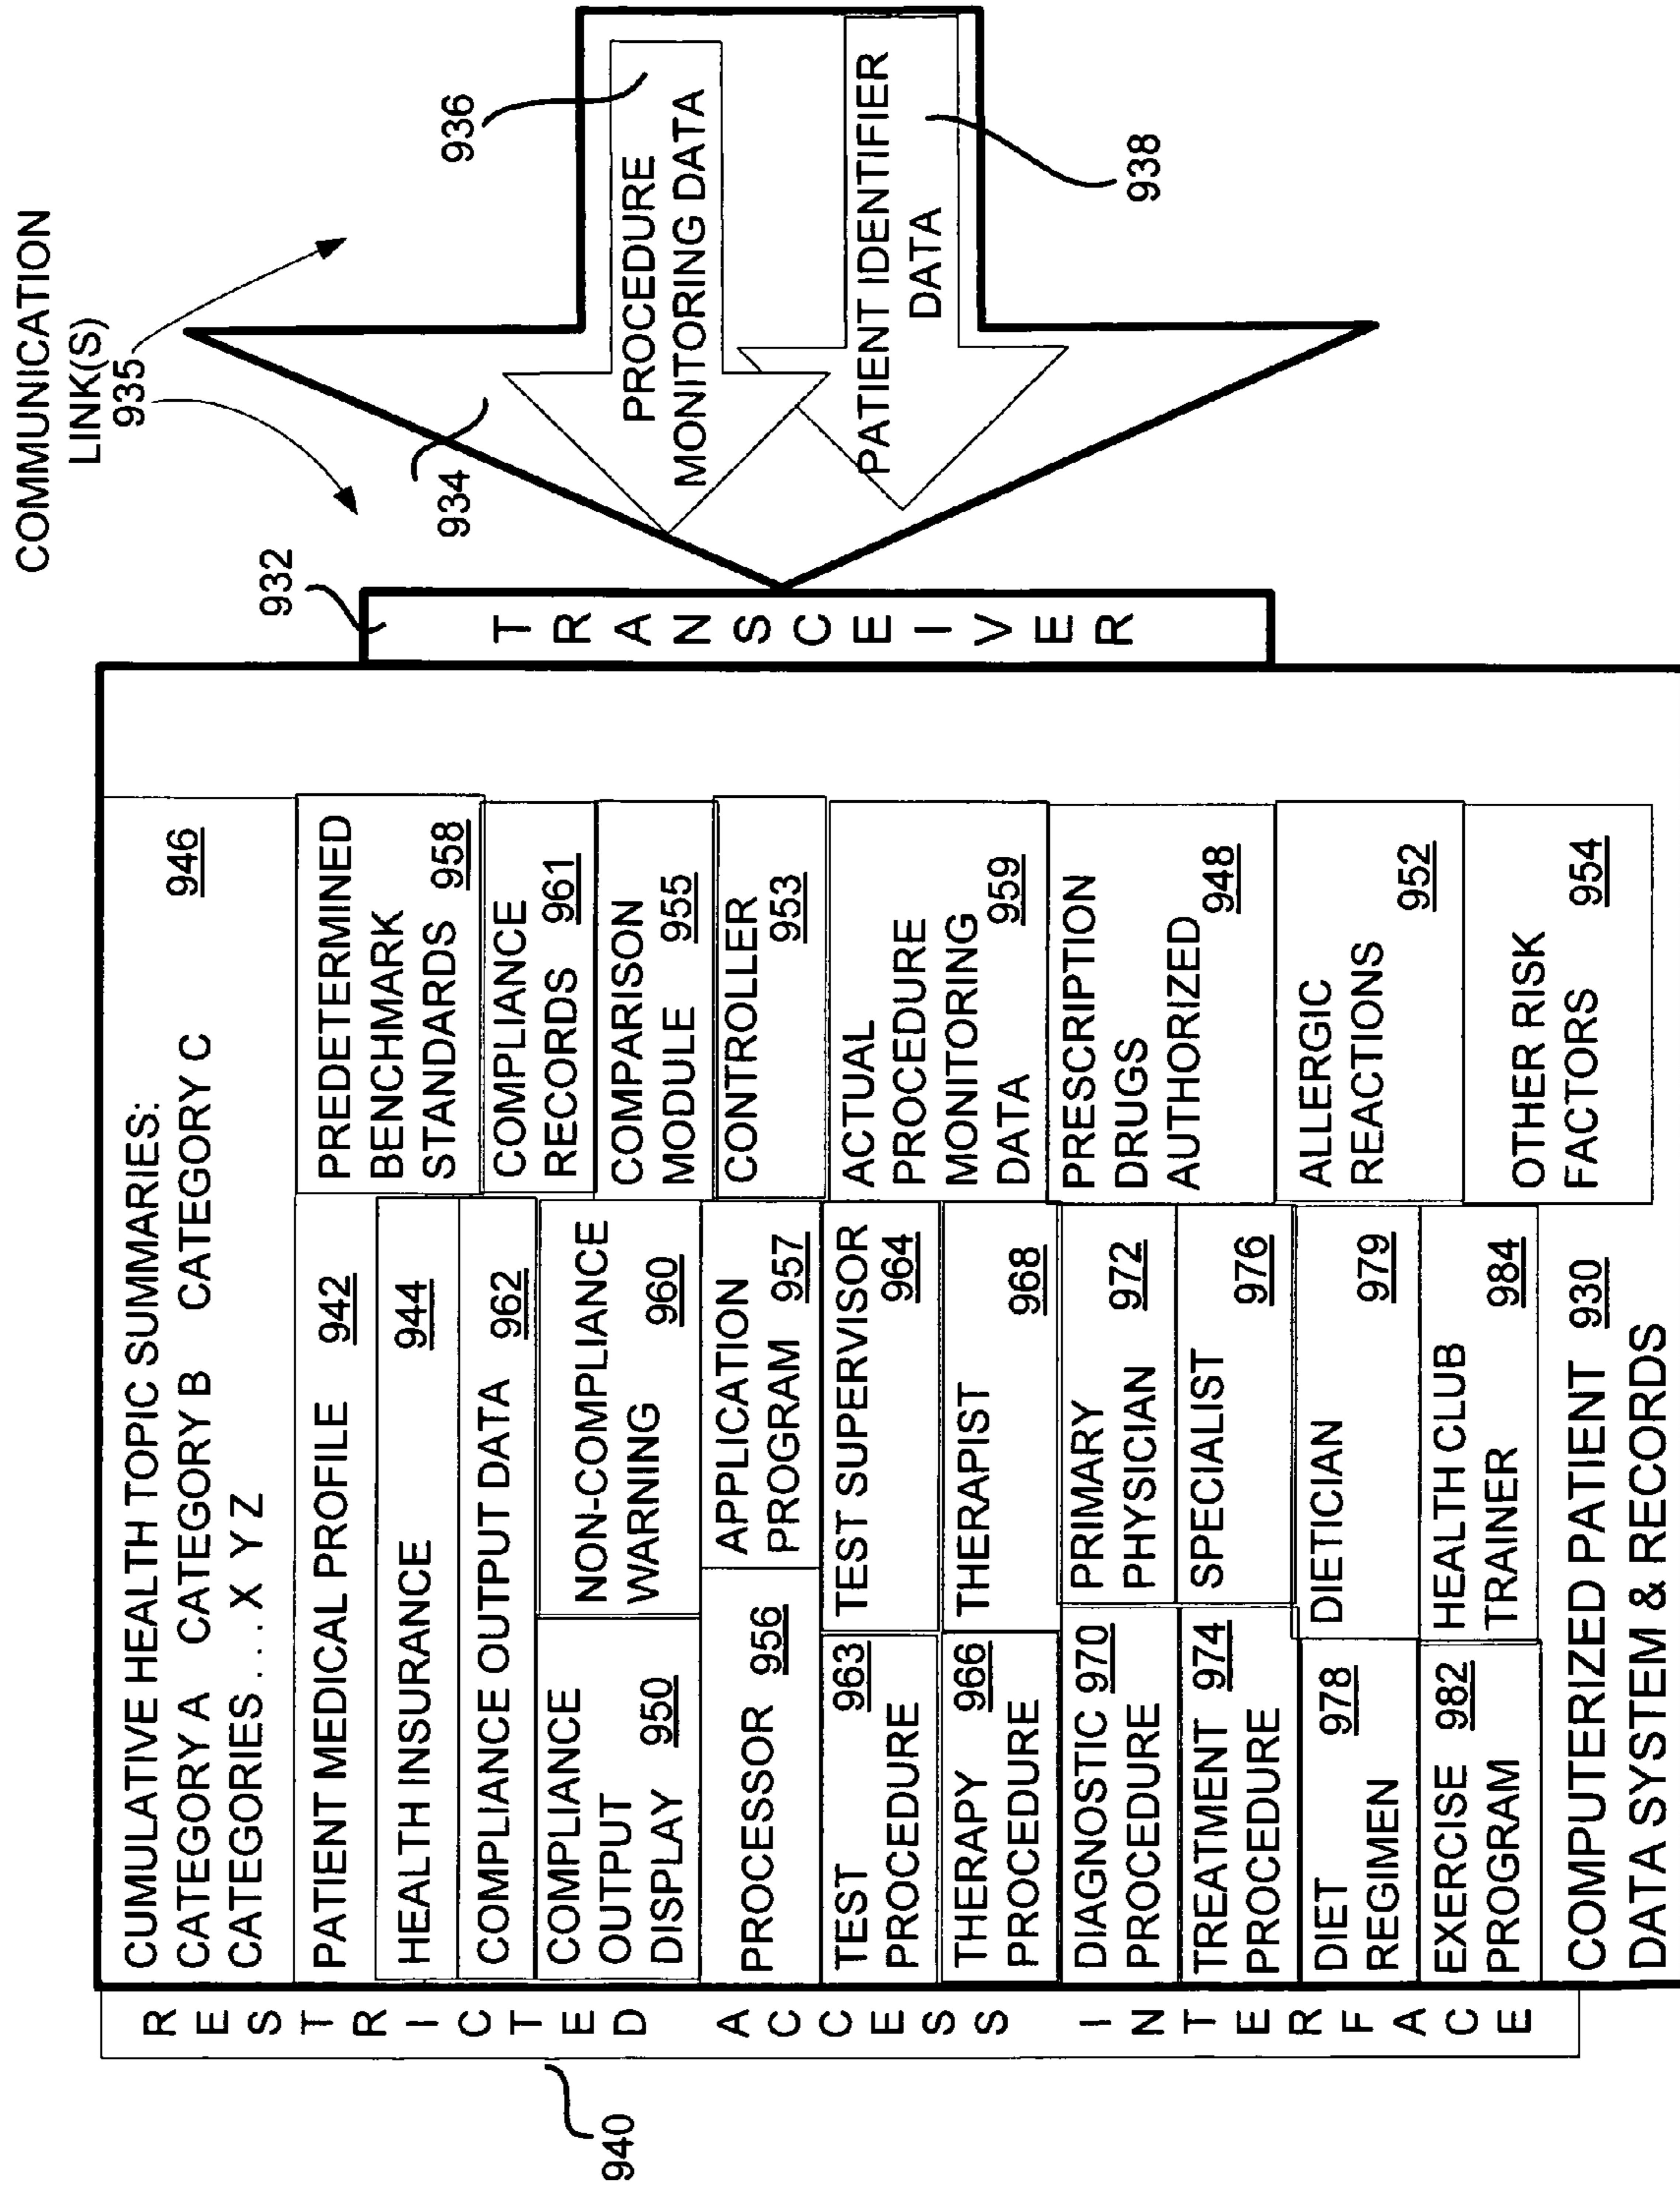 COMMUNICATION
LINK(S)
935
932
934
936
938
PROCEDURE
MONITORING DATA
PATIENT IDENTIFIER
DATA
TRANSCEIVER
RESTRICTED ACCESS INTERFACE
940
CUMULATIVE HEALTH TOPIC SUMMARIES:
CATEGORY A CATEGORY B CATEGORY C 946
CATEGORIES . . . X Y Z
PATIENT MEDICAL PROFILE 942
HEALTH INSURANCE 944
COMPLIANCE OUTPUT DATA 962
COMPLIANCE
OUTPUT
DISPLAY 950
NON-COMPLIANCE
WARNING 960
PROCESSOR 956
APPLICATION
PROGRAM 957
TEST 963
PROCEDURE
TEST SUPERVISOR
964
THERAPY 966
PROCEDURE
THERAPIST
968
DIAGNOSTIC 970
PROCEDURE
PRIMARY
PHYSICIAN 972
TREATMENT 974
PROCEDURE
SPECIALIST
976
DIET 978
REGIMEN
DIETICIAN
979
EXERCISE 982
PROGRAM
HEALTH CLUB
TRAINER 984
PREDETERMINED
BENCHMARK
STANDARDS 958
COMPLIANCE
RECORDS 961
COMPARISON
MODULE 955
CONTROLLER
953
ACTUAL
PROCEDURE
MONITORING
DATA 959
PRESCRIPTION
DRUGS
AUTHORIZED 948
ALLERGIC
REACTIONS
952
OTHER RISK
FACTORS 954
COMPUTERIZED PATIENT 930
DATA SYSTEM & RECORDS